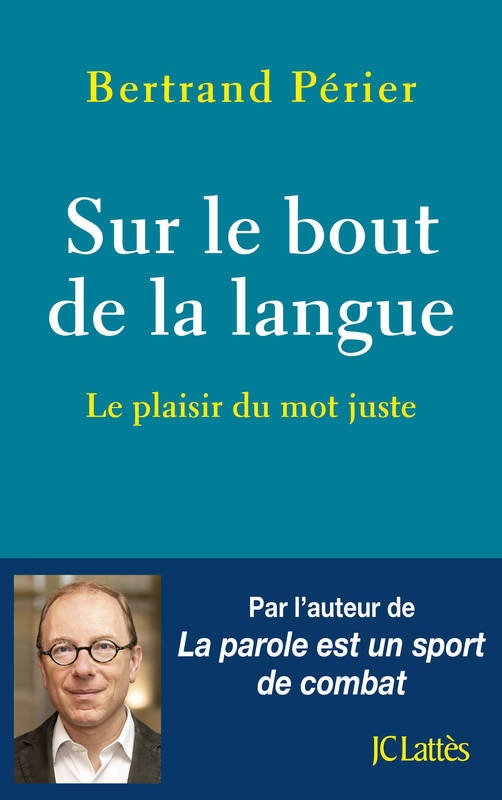 Bertrand Périer
Sur le bout
de la langue
Le plaisir du mot juste
Par l’auteur de
La parole est un sport
de combat
JC Lattès